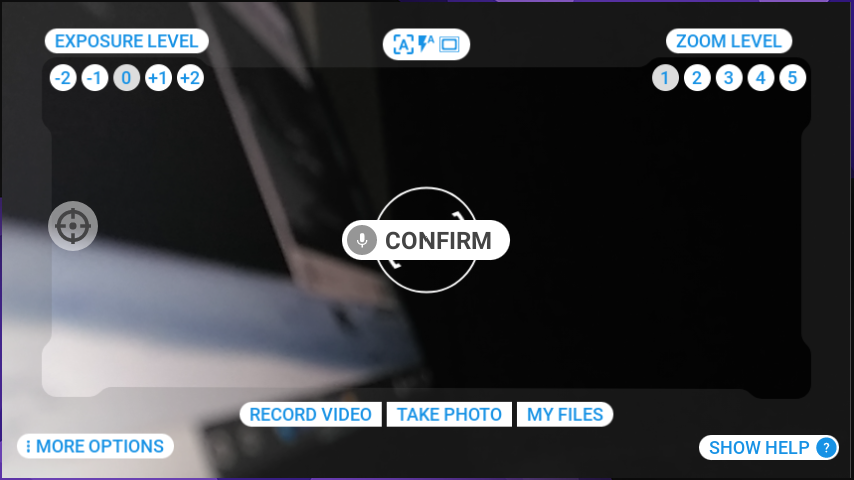 EXPOSURE LEVEL
-2 -1 0 +1 +2
A A
ZOOM LEVEL
1 2 3 4 5
CONFIRM
RECORD VIDEO TAKE PHOTO MY FILES
MORE OPTIONS
SHOW HELP ?